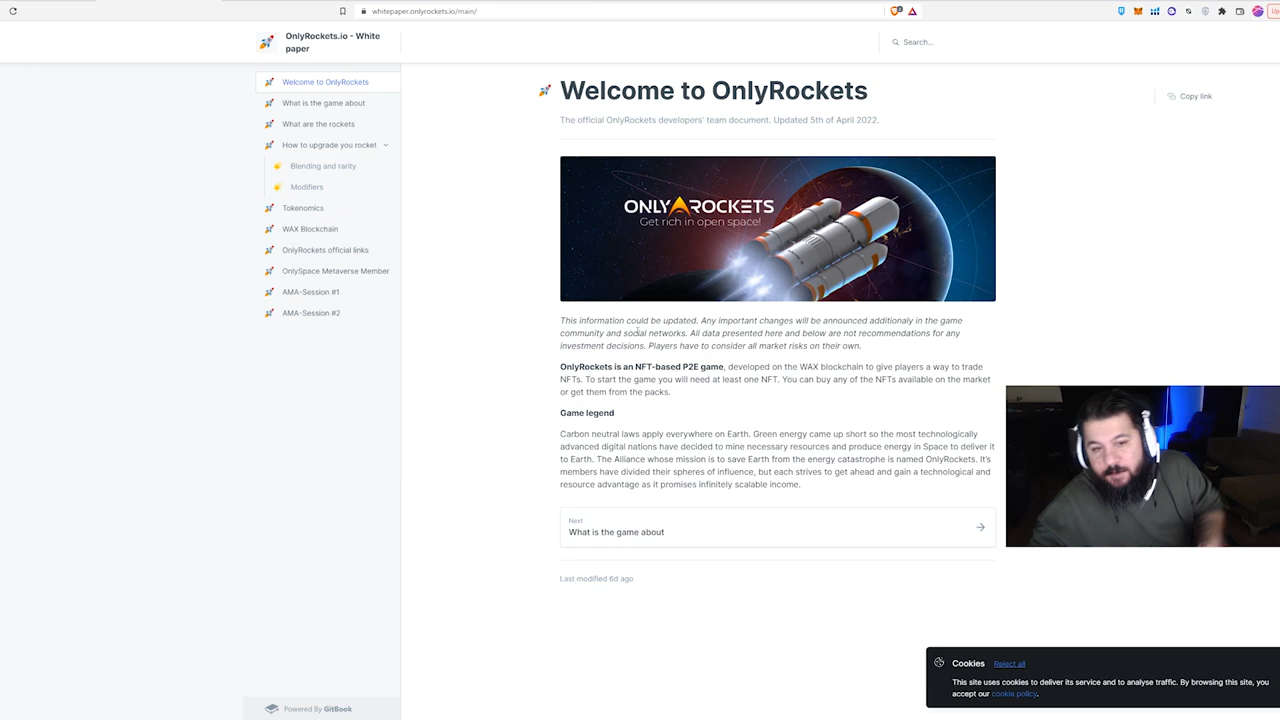 whitepaper.onlyrockets.io/main/
Up
OnlyRockets.io - White
paper
Search...
Welcome to OnlyRockets
What is the game about
What are the rockets
How to upgrade you rocket
Blending and rarity
Modifiers
Tokenomics
WAX Blockchain
OnlyRockets official links
OnlySpace Metaverse Member
AMA-Session #1
AMA-Session #2
Powered By GitBook
Welcome to OnlyRockets
Copy link
The official OnlyRockets developers' team document. Updated 5th of April 2022.
ONLY ROCKETS
Get rich in open space!
This information could be updated. Any important changes will be announced additionaly in the game
community and social networks. All data presented here and below are not recommendations for any
investment decisions. Players have to consider all market risks on their own.
OnlyRockets is an NFT-based P2E game, developed on the WAX blockchain to give players a way to trade
NFTs. To start the game you will need at least one NFT. You can buy any of the NFTs available on the market
or get them from the packs.
Game legend
Carbon neutral laws apply everywhere on Earth. Green energy came up short so the most technologically
advanced digital nations have decided to mine necessary resources and produce energy in Space to deliver it
to Earth. The Alliance whose mission is to save Earth from the energy catastrophe is named OnlyRockets. It's
members have divided their spheres of influence, but each strives to get ahead and gain a technological and
resource advantage as it promises infinitely scalable income.
Next
What is the game about
Last modified 6d ago
Cookies Reject all
This site uses cookies to deliver its service and to analyse traffic. By browsing this site, you
accept our cookie policy.